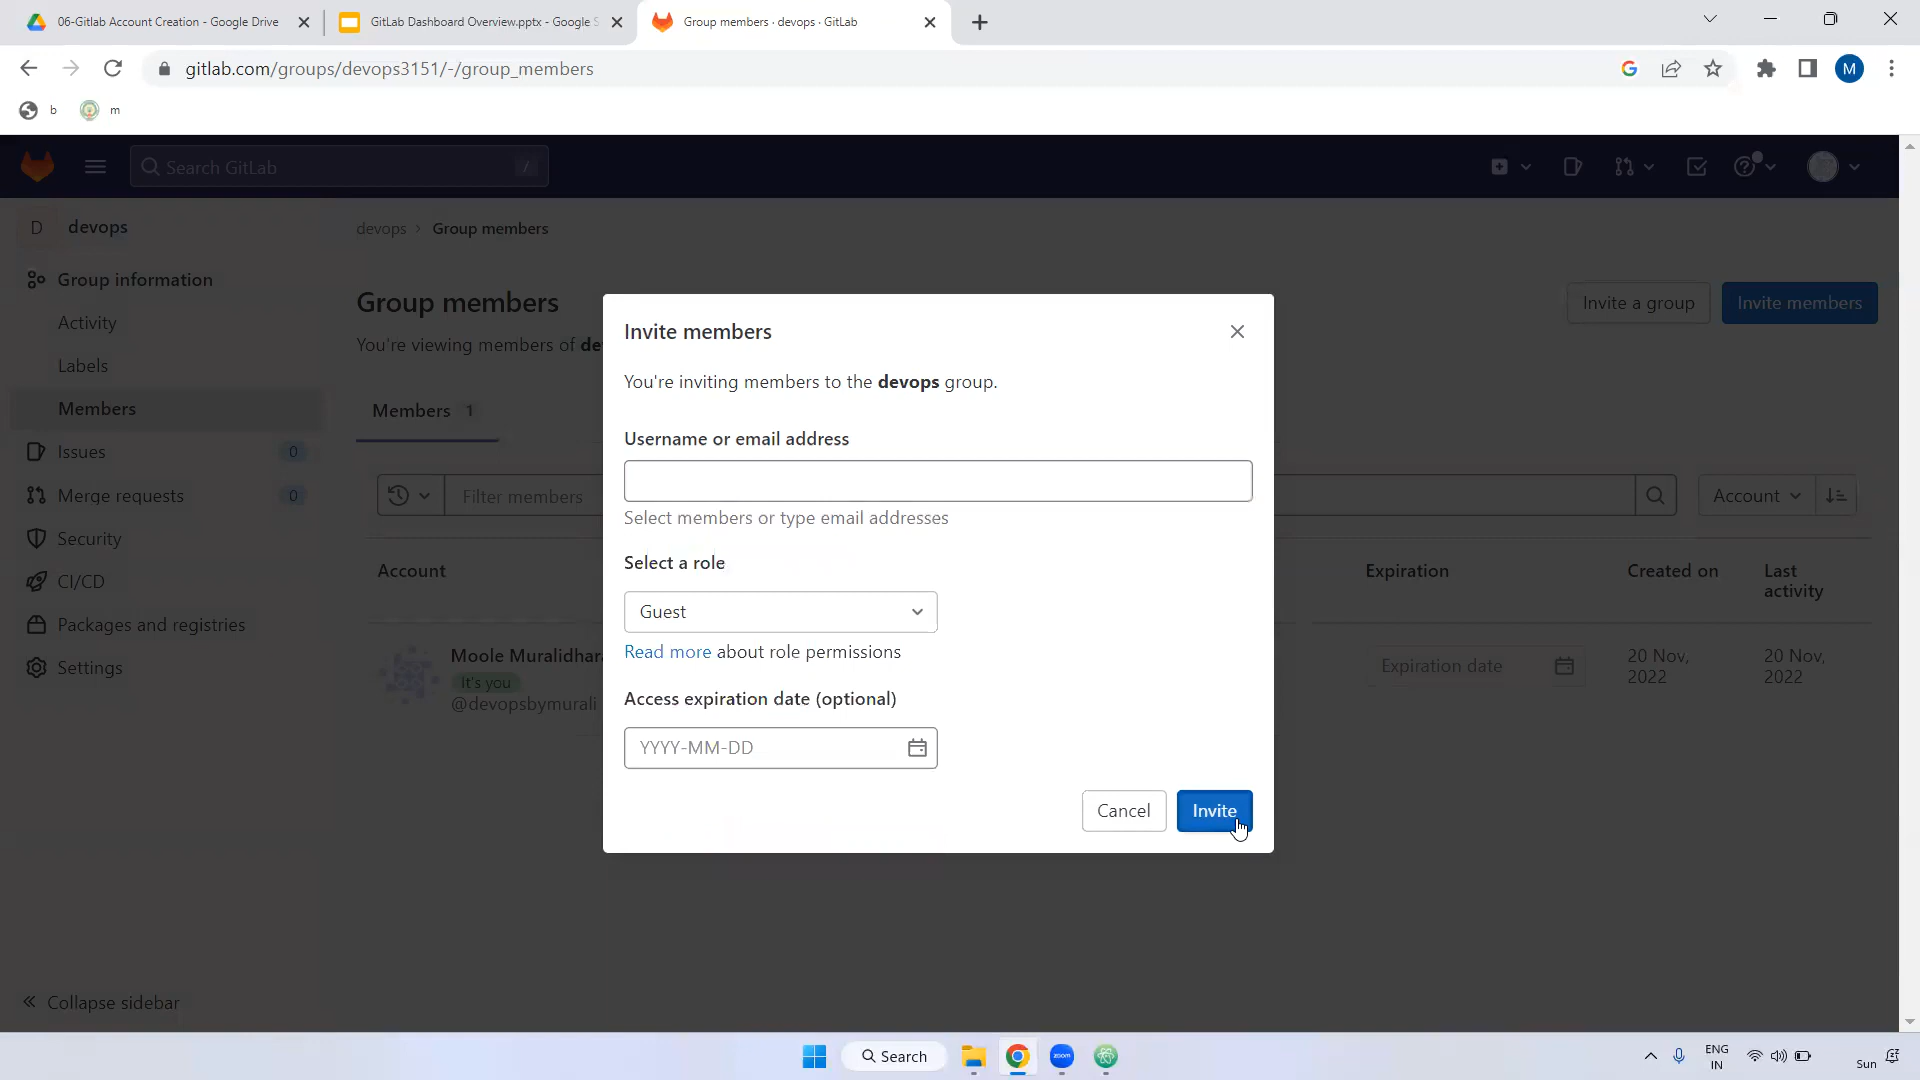 06-Gitlab Account Creation - Google Drive
GitLab Dashboard Overview.pptx - Google S
Group members · devops · GitLab
gitlab.com/groups/devops3151/-/group_members
G
M
b
m
Search GitLab
/
D
devops
devops › Group members
Group information
Activity
Labels
Members
Issues 0
Merge requests 0
Security
CI/CD
Packages and registries
Settings
Collapse sidebar
Group members
You're viewing members of de
Invite a group
Invite members
Members 1
Filter members
Account
Account
Expiration
Created on
Last
activity
Moole Muralidhara
It's you
@devopsbymurali
Expiration date
20 Nov,
2022
20 Nov,
2022
Invite members
You're inviting members to the devops group.
Username or email address
Select members or type email addresses
Select a role
Guest
Read more about role permissions
Access expiration date (optional)
YYYY-MM-DD
Cancel
Invite
Search
zoom
ENG
IN
Sun